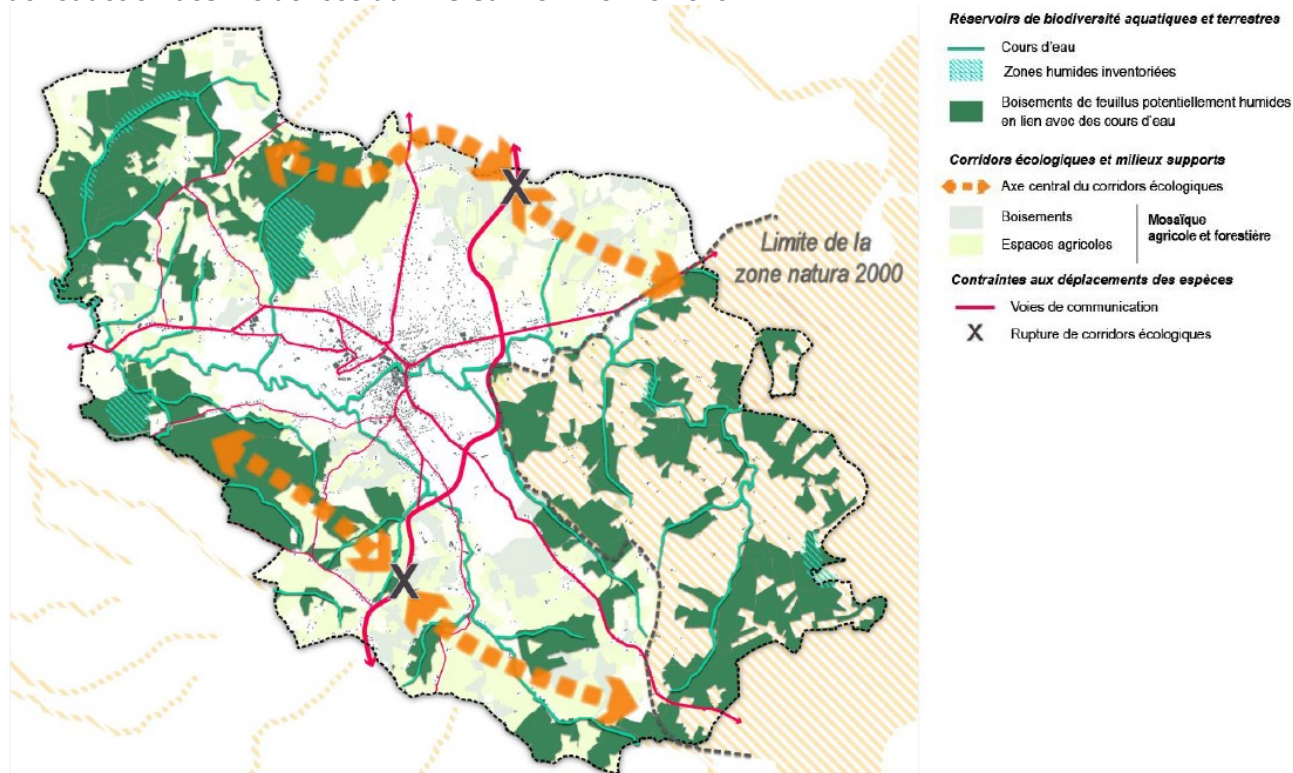 Réservoirs de biodiversité aquatiques et terrestres
Cours d'eau
Zones humides inventoriées
Boisements de feuillus potentiellement humides
en lien avec des cours d'eau
Corridors écologiques et milieux supports
Axe central du corridors écologiques
Boisements
Espaces agricoles
Mosaïque
agricole et forestière
Contraintes aux déplacements des espèces
Voies de communication
X Rupture de corridors écologiques
Limite de la
zone natura 2000
X
X